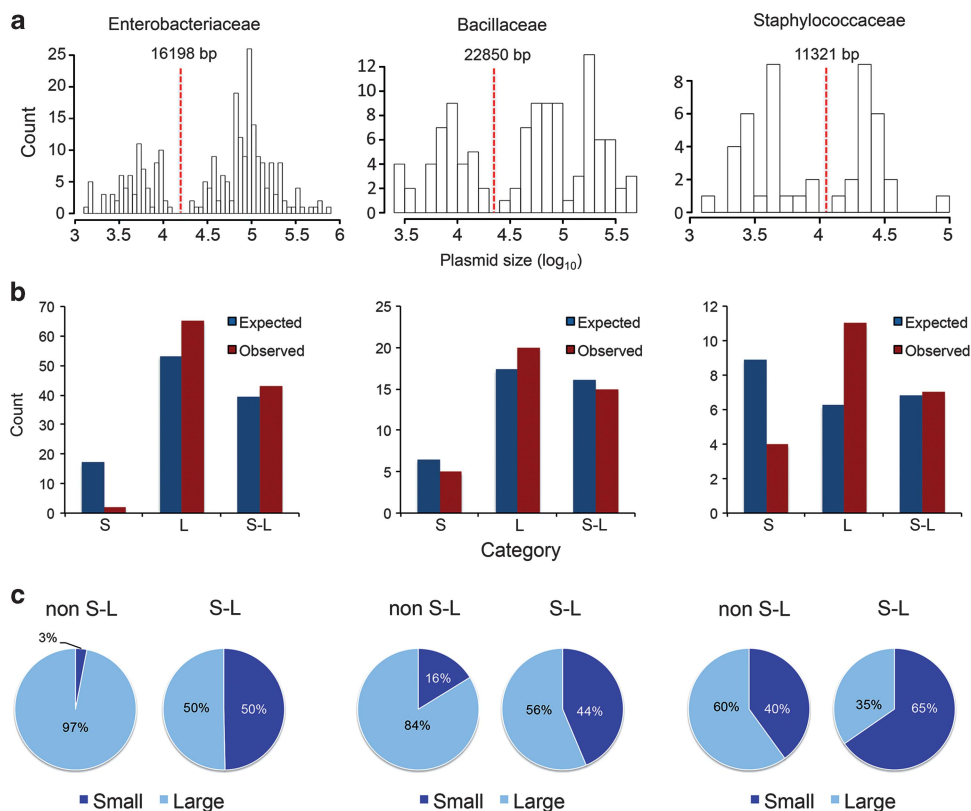 a
Enterobacteriaceae
Bacillaceae
Staphylococcaceae
16198 bp
22850 bp
11321 bp
Count
25
20
15
10
5
0
3
3.5
4
4.5
5
5.5
6
12
10
8
6
4
2
0
3.5
4
4.5
5
5.5
8
6
4
2
0
3
3.5
4
4.5
5
Plasmid size (log10)
b
Count
70
60
50
40
30
20
10
0
Expected
Observed
S
L
S-L
25
20
15
10
5
0
Expected
Observed
S
L
S-L
12
10
8
6
4
2
0
Expected
Observed
S
L
S-L
Category
c
non S-L
S-L
non S-L
S-L
non S-L
S-L
3%
97%
50%
50%
16%
84%
56%
44%
60%
40%
35%
65%
Small
Large
Small
Large
Small
Large